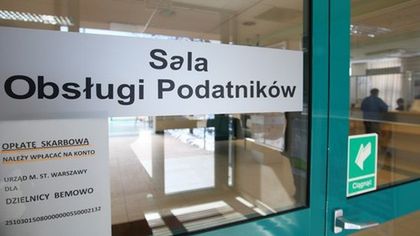 Sala
Obsługi Podatników
OPŁATĘ SKARBOWĄ
NALEŻY WPŁACAĆ NA KONTO
URZĄD M. ST. WARSZAWY
DLA
DZIELNICY BEMOWO
Ciągnąć